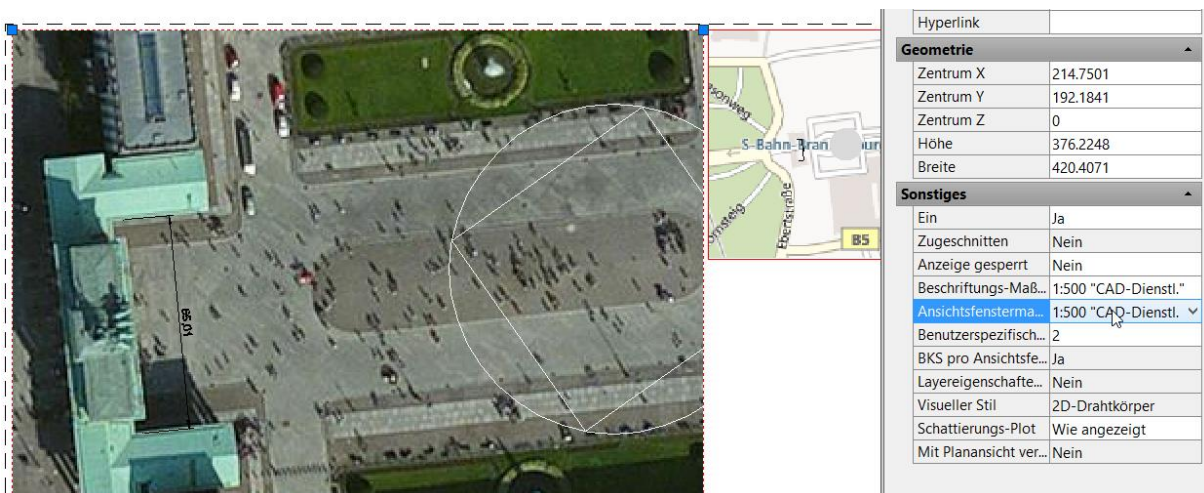 Hyperlink
Geometrie
Zentrum X 214.7501
Zentrum Y 192.1841
Zentrum Z 0
Höhe 376.2248
Breite 420.4071
Sonstiges
Ein Ja
Zugeschnitten Nein
Anzeige gesperrt Nein
Beschriftungs-Maß... 1:500 "CAD-Dienstl."
Ansichtsfensterma... 1:500 "CAD-Dienstl.
Benutzerspezifisch... 2
BKS pro Ansichtsfe... Ja
Layereigenschafte... Nein
Visueller Stil 2D-Drahtkörper
Schattierungs-Plot Wie angezeigt
Mit Planansicht ver... Nein
S-Bahn-Bran
Ebertstraße
B5